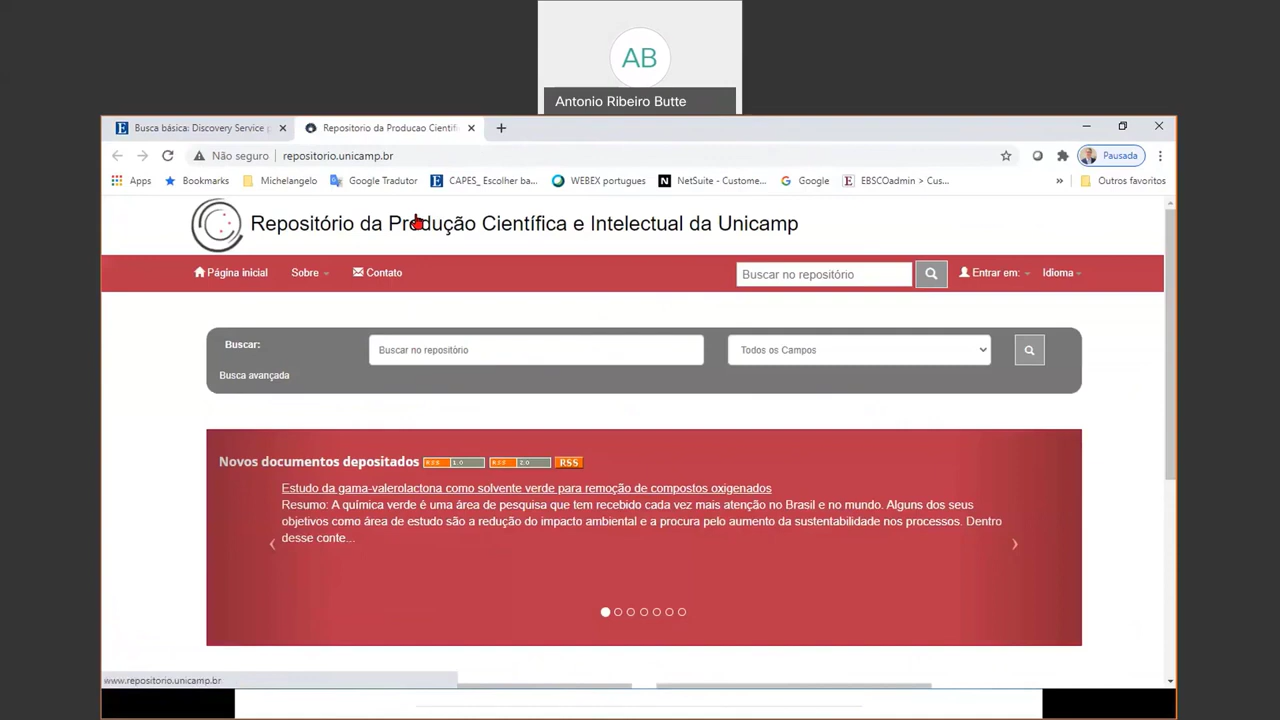 AB
Antonio Ribeiro Butte
Busca básica: Discovery Service p
Repositorio da Producao Cientifi
Não seguro
repositorio.unicamp.br
Pausada
Apps
Bookmarks
Michelangelo
Google Tradutor
CAPES_ Escolher ba...
WEBEX portugues
NetSuite - Custome...
Google
EBSCOadmin > Cus...
»
Outros favoritos
Repositório da Produção Científica e Intelectual da Unicamp
Página inicial
Sobre
Contato
Buscar no repositório
Entrar em:
Idioma
Buscar:
Buscar no repositório
Todos os Campos
Busca avançada
Novos documentos depositados RSS 1.0 RSS 2.0 RSS
Estudo da gama-valerolactona como solvente verde para remoção de compostos oxigenados
Resumo: A química verde é uma área de pesquisa que tem recebido cada vez mais atenção no Brasil e no mundo. Alguns dos seus
objetivos como área de estudo são a redução do impacto ambiental e a procura pelo aumento da sustentabilidade nos processos. Dentro
desse conte...
www.repositorio.unicamp.br